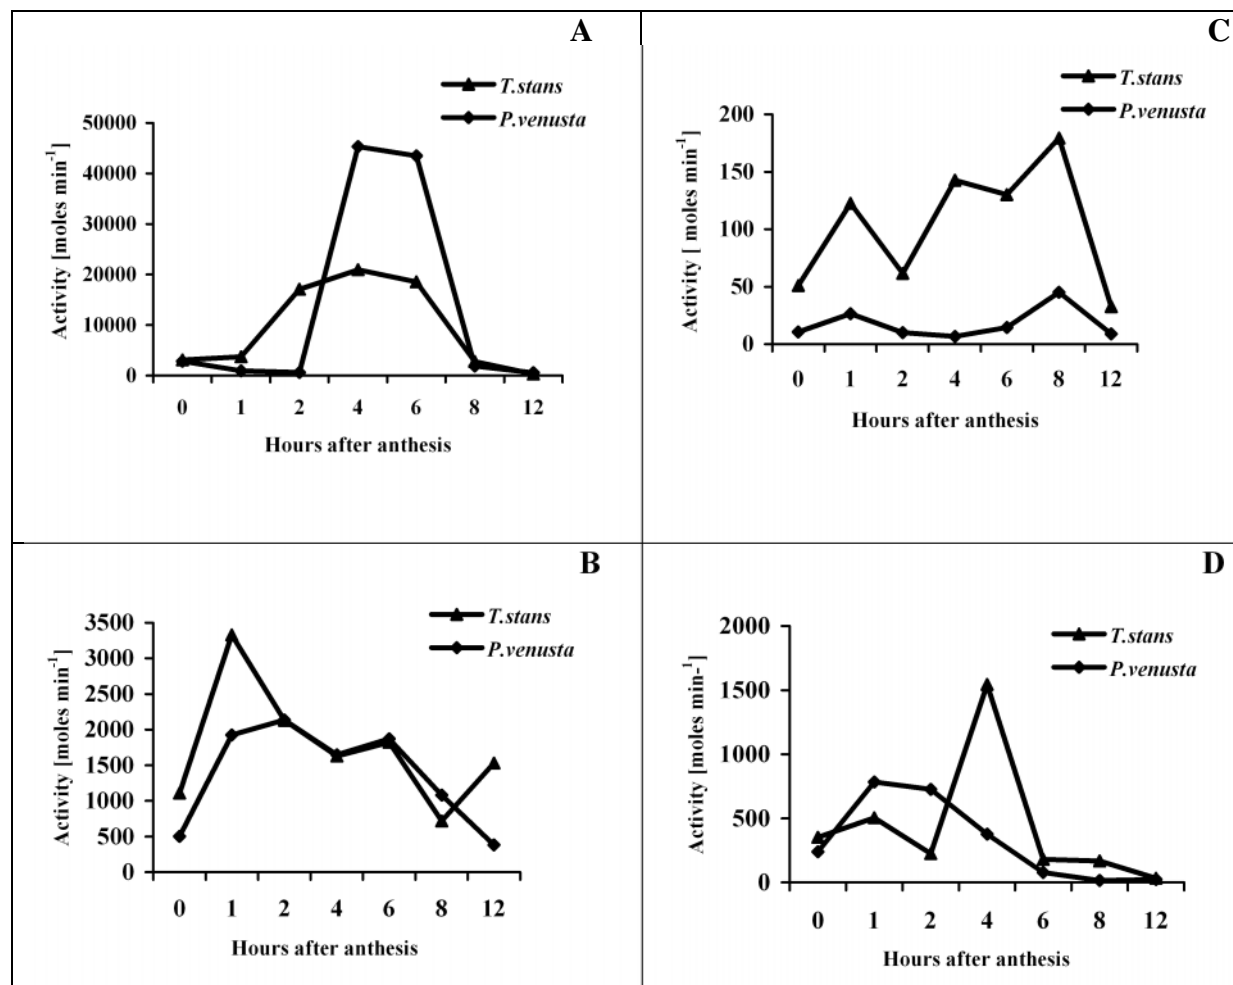 A
T.stans
P.venusta
50000
40000
30000
20000
10000
0
Activity [moles min-1]
0 1 2 4 6 8 12
Hours after anthesis
C
T.stans
P.venusta
200
150
100
50
0
Activity [ moles min-1]
0 1 2 4 6 8 12
Hours after anthesis
B
T.stans
P.venusta
3500
3000
2500
2000
1500
1000
500
0
Activity [moles min-1]
0 1 2 4 6 8 12
Hours after anthesis
D
T.stans
P.venusta
2000
1500
1000
500
0
Activity [moles min-1]
0 1 2 4 6 8 12
Hours after anthesis